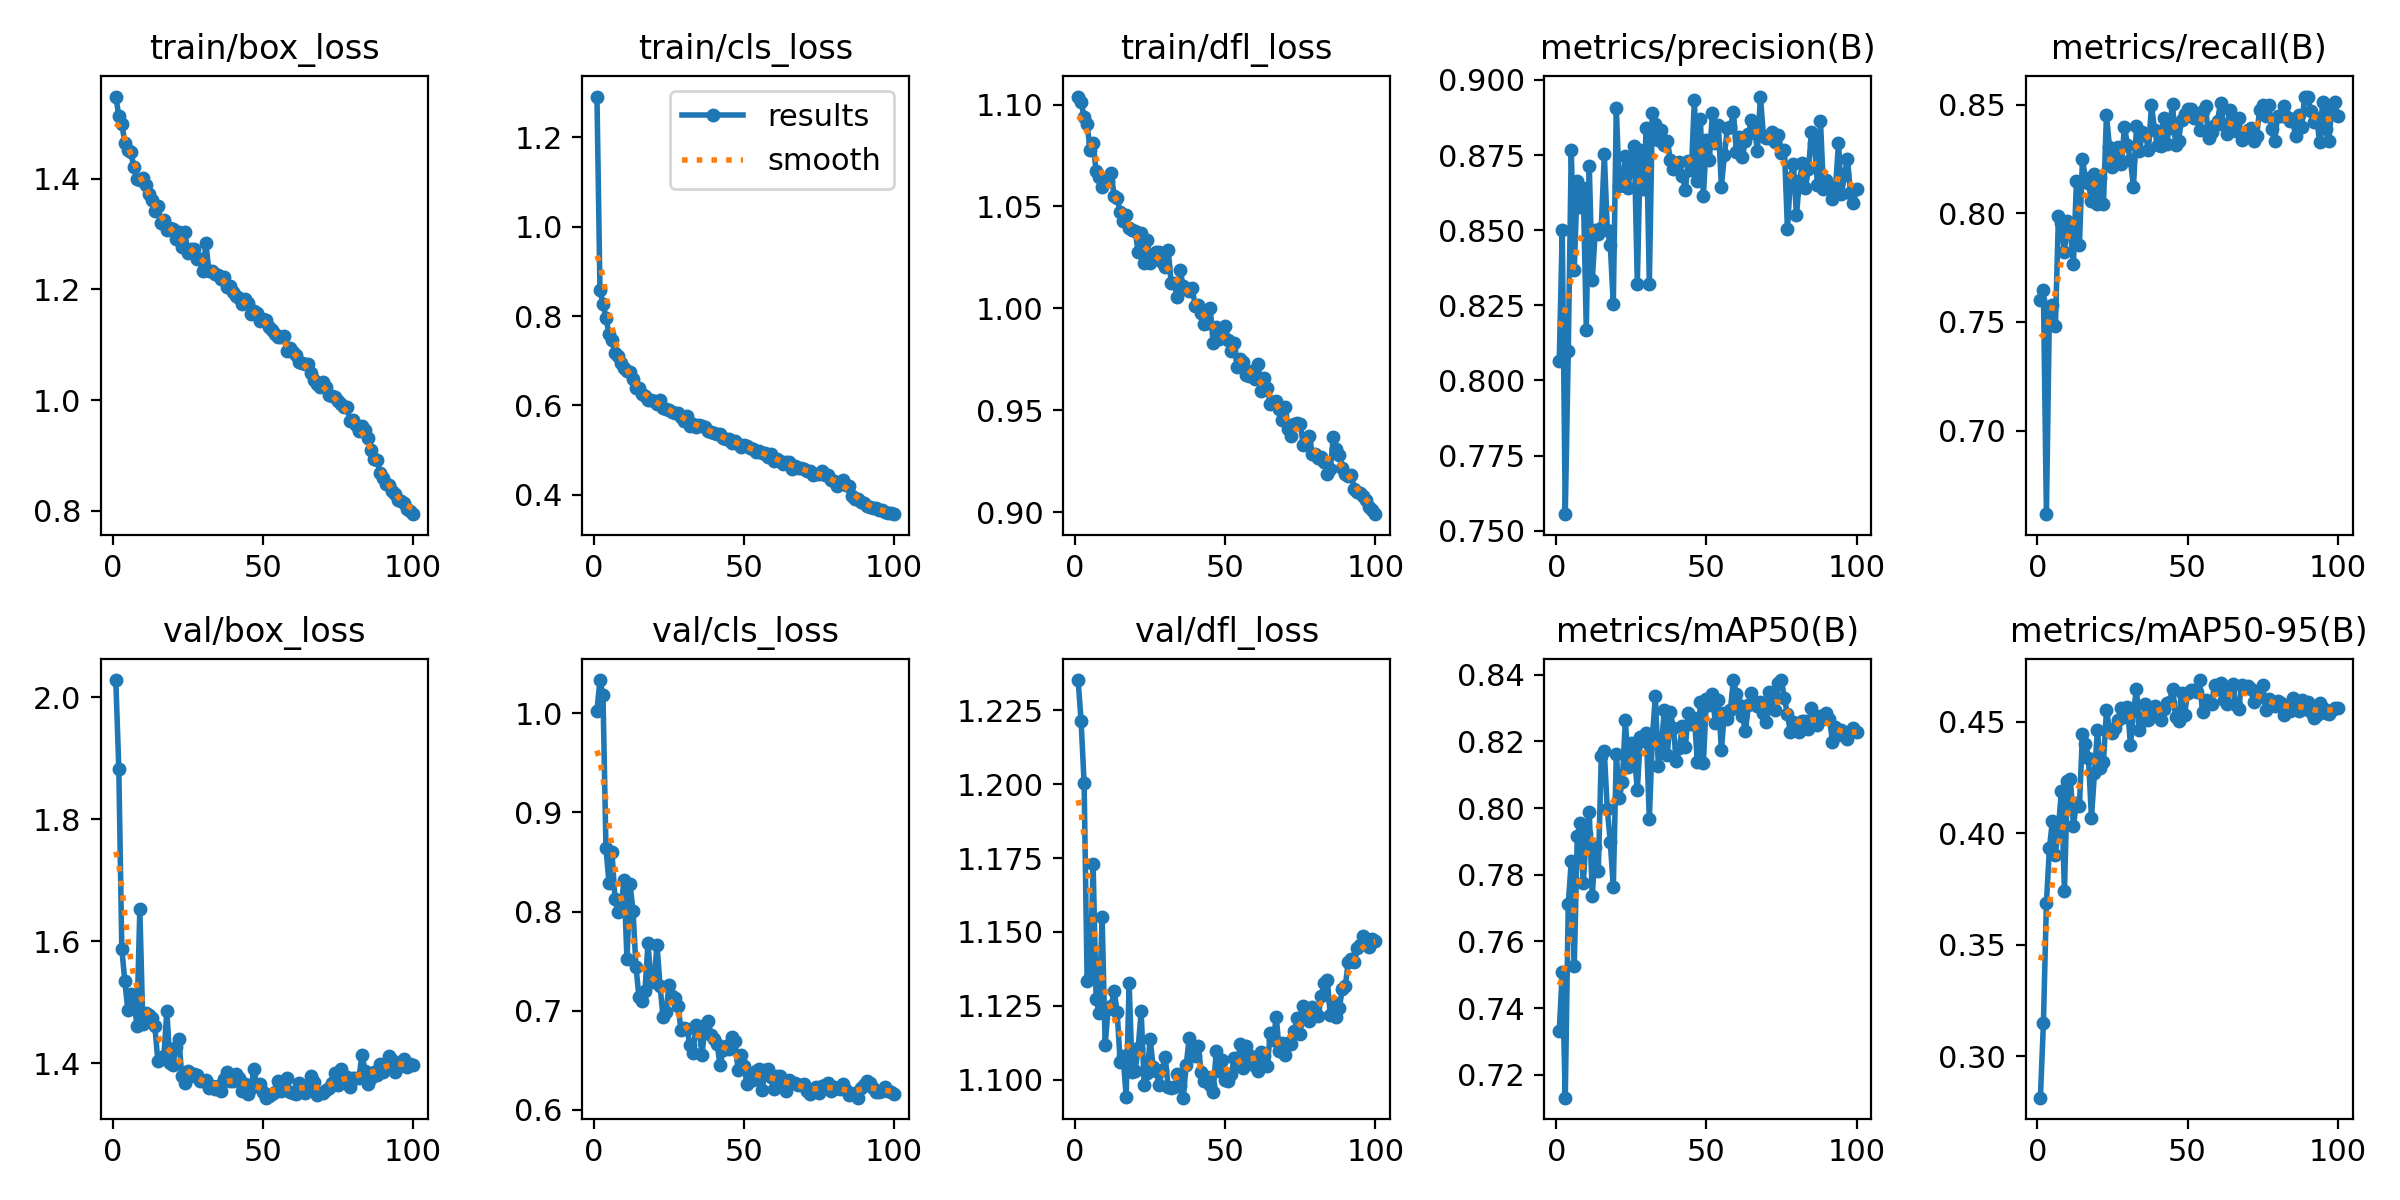 train/box_loss
1.4
1.2
1.0
0.8
0 50 100
train/cls_loss
results
smooth
1.2
1.0
0.8
0.6
0.4
0 50 100
train/dfl_loss
1.10
1.05
1.00
0.95
0.90
0 50 100
metrics/precision(B)
0.900
0.875
0.850
0.825
0.800
0.775
0.750
0 50 100
metrics/recall(B)
0.85
0.80
0.75
0.70
0 50 100
val/box_loss
2.0
1.8
1.6
1.4
0 50 100
val/cls_loss
1.0
0.9
0.8
0.7
0.6
0 50 100
val/dfl_loss
1.225
1.200
1.175
1.150
1.125
1.100
0 50 100
metrics/mAP50(B)
0.84
0.82
0.80
0.78
0.76
0.74
0.72
0 50 100
metrics/mAP50-95(B)
0.45
0.40
0.35
0.30
0 50 100